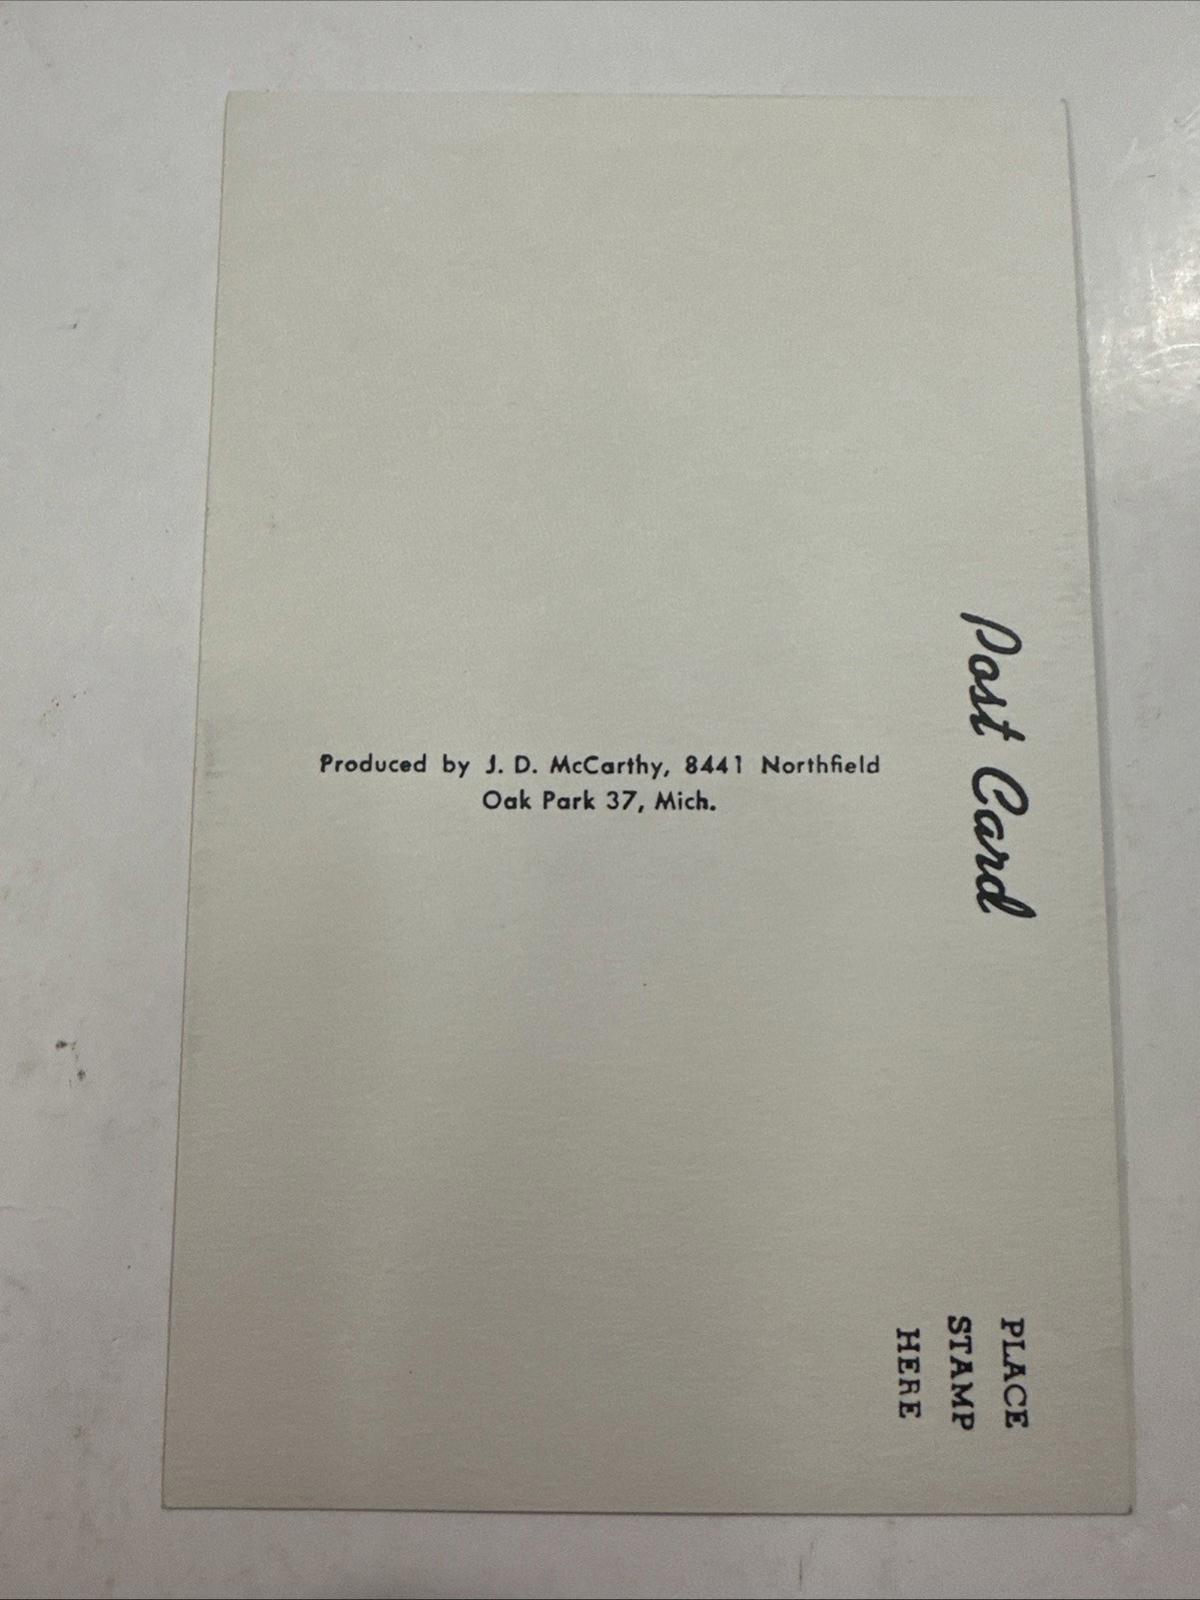 Post Card
PLACE
STAMP
HERE
Produced by J. D. McCarthy, 8441 Northfield
Oak Park 37, Mich.